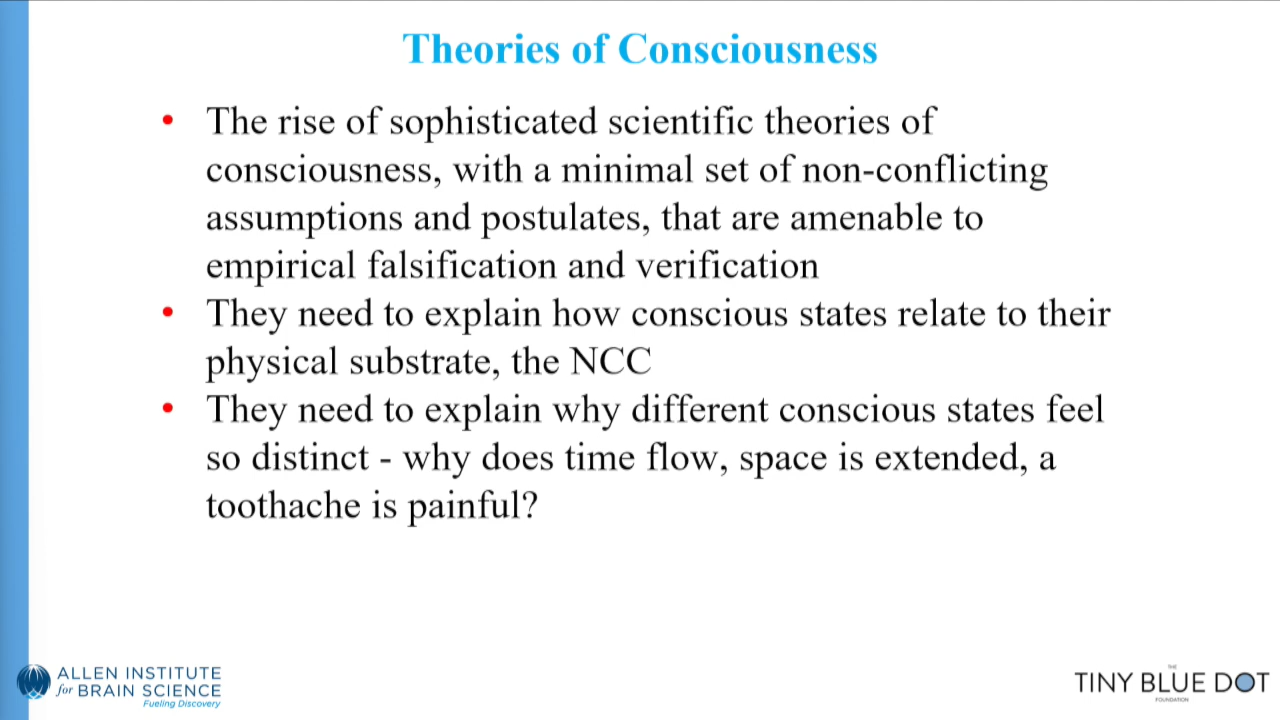 Theories of Consciousness
• The rise of sophisticated scientific theories of
consciousness, with a minimal set of non-conflicting
assumptions and postulates, that are amenable to
empirical falsification and verification
• They need to explain how conscious states relate to their
physical substrate, the NCC
• They need to explain why different conscious states feel
so distinct - why does time flow, space is extended, a
toothache is painful?
ALLEN INSTITUTE
for BRAIN SCIENCE
Fueling Discovery
THE
TINY BLUE DOT
FOUNDATION